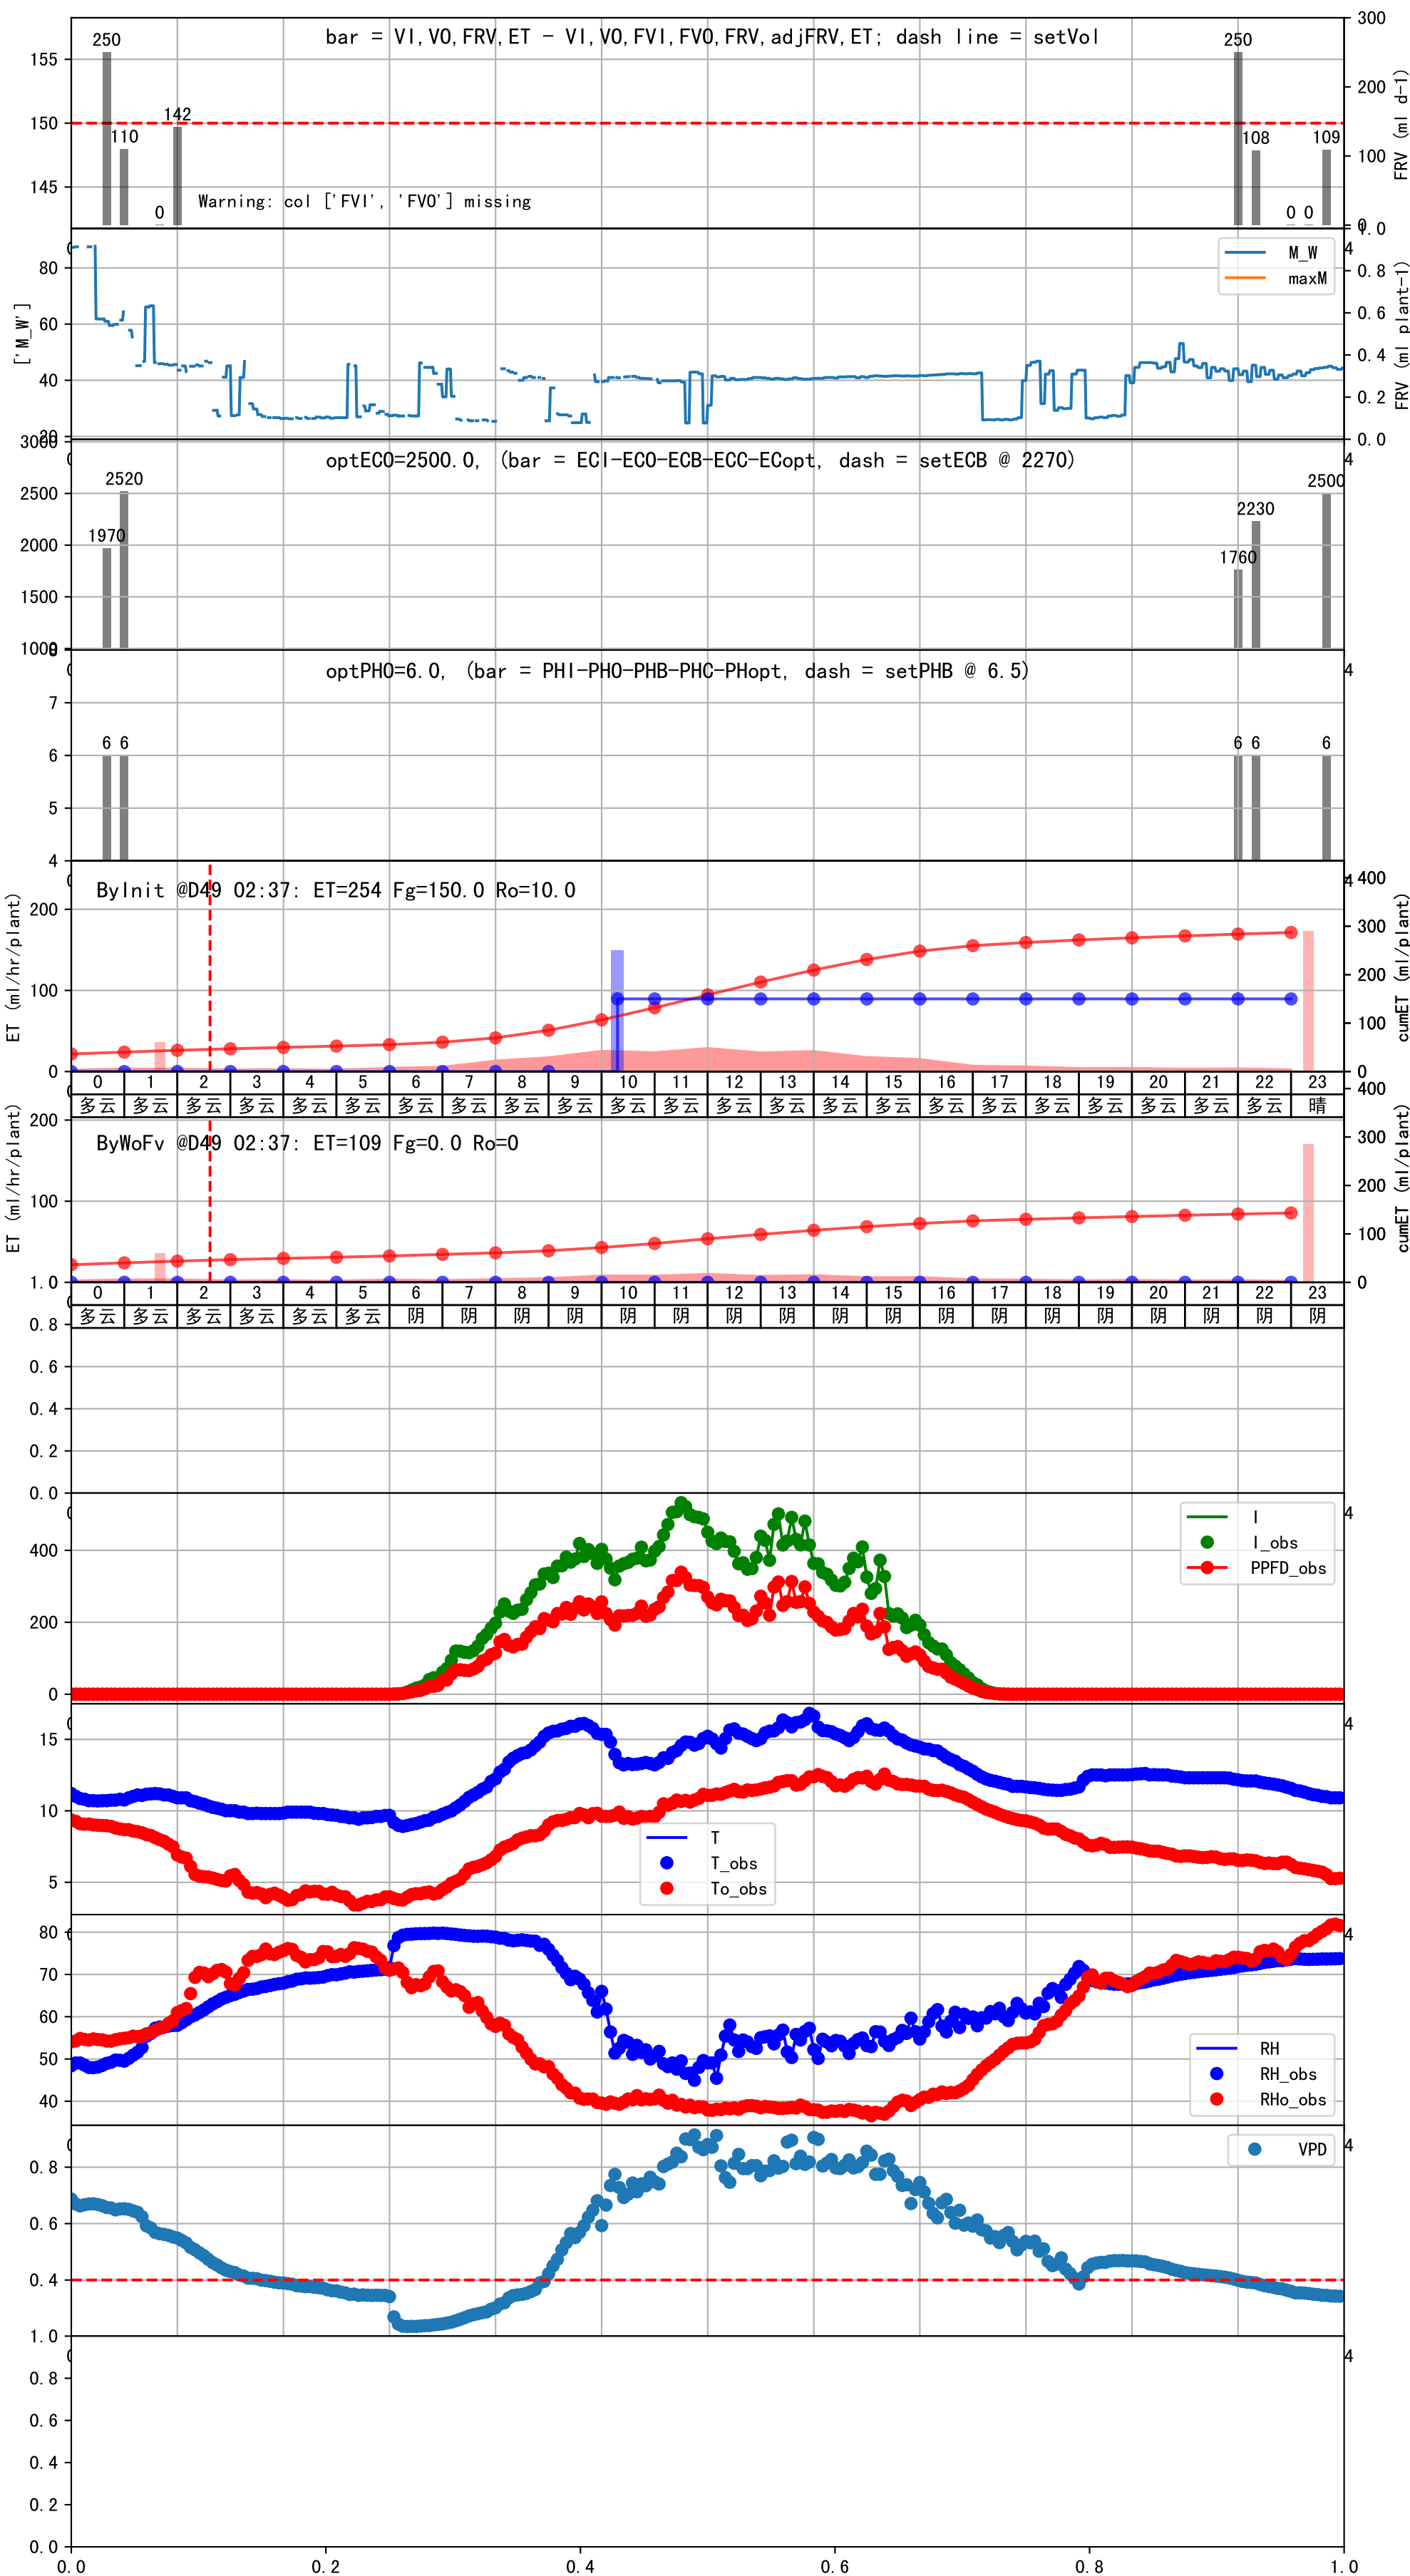 bar = VI,VO,FRV,ET - VI,VO,FVI,FVO,FRV,adjFRV,ET; dash line = setVol
250 110 0 142 250 108 0 0 109
155 150 145
300 200 100 0
FRV (ml d-1)
Warning: col ['FVI', 'FVO'] missing
['M_W']
80 60 40 20
M_W
maxM
1.0 0.8 0.6 0.4 0.2 0.0
FRV (ml plant-1)
optECO=2500.0, (bar = ECI-ECO-ECB-ECC-ECopt, dash = setECB @ 2270)
3000 2500 2000 1500 1000
1970 2520 1760 2230 2500
optPHO=6.0, (bar = PHI-PHO-PHB-PHC-PHopt, dash = setPHB @ 6.5)
7 6 5 4
6 6 6 6 6
ByInit @D49 02:37: ET=254 Fg=150.0 Ro=10.0
ET (ml/hr/plant)
200 100 0
400 300 200 100 0
cumET (ml/plant)
0 1 2 3 4 5 6 7 8 9 10 11 12 13 14 15 16 17 18 19 20 21 22 23
多云 多云 多云 多云 多云 多云 多云 多云 多云 多云 多云 多云 多云 多云 多云 多云 多云 多云 多云 多云 多云 多云 多云 晴
ByWoFv @D49 02:37: ET=109 Fg=0.0 Ro=0
ET (ml/hr/plant)
200 100
400 300 200 100 0
cumET (ml/plant)
0 1 2 3 4 5 6 7 8 9 10 11 12 13 14 15 16 17 18 19 20 21 22 23
多云 多云 多云 多云 多云 多云 阴 阴 阴 阴 阴 阴 阴 阴 阴 阴 阴 阴 阴 阴 阴 阴 阴 阴
1.0 0.8 0.6 0.4 0.2 0.0
400 200 0
I
I_obs
PPFD_obs
15 10 5
T
T_obs
To_obs
80 70 60 50 40
RH
RH_obs
RHo_obs
0.8 0.6 0.4
VPD
1.0 0.8 0.6 0.4 0.2 0.0
0.0 0.2 0.4 0.6 0.8 1.0